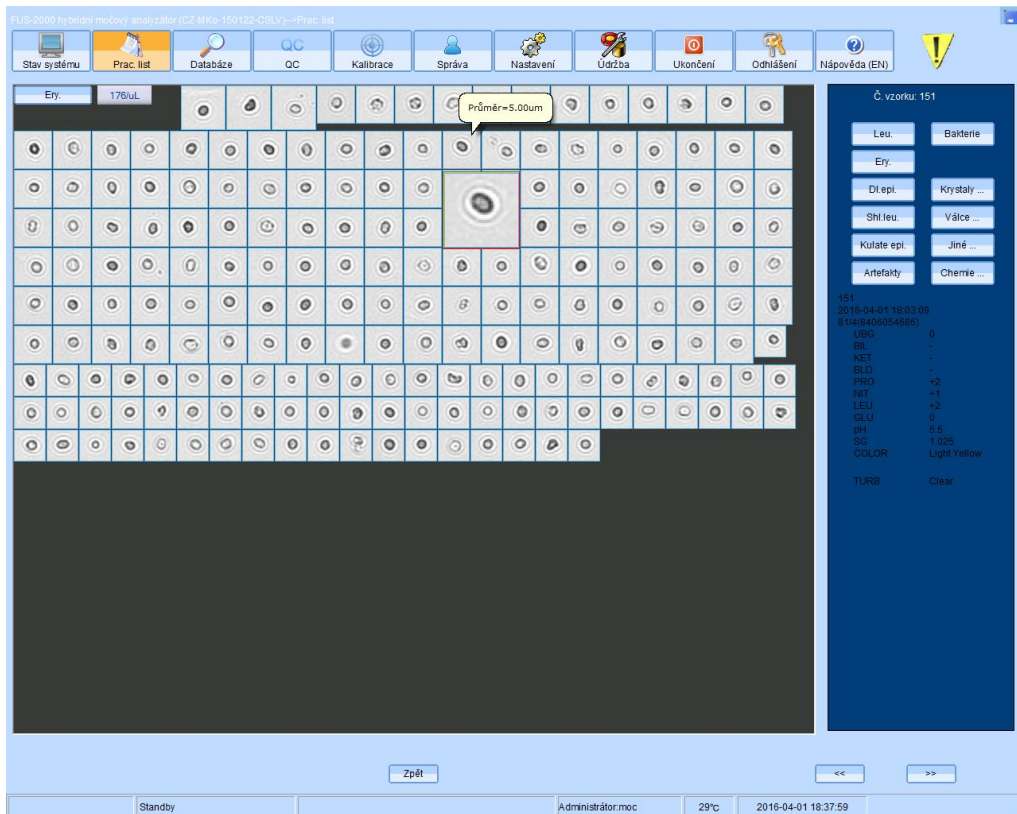 FUS-2000 hybridní močový analyzátor (CZ-MKo-150122-CSLV)-->Prac. list
Stav systému
Prac. list
Databáze
QC
QC
Kalibrace
Správa
Nastavení
Údržba
Ukončení
Odhlášení
Nápověda (EN)
Ery.
176/uL
Průměr=5.00um
Č. vzorku: 151
Leu.
Bakterie
Ery.
Dl.epi.
Krystaly ...
Shl.leu.
Válce ...
Kulate epi.
Jiné ...
Artefakty
Chemie ...
151
2016-04-01 18:03:09
81/4(8406054686)
UBG 0
BIL -
KET -
BLD -
PRO +2
NIT +1
LEU +2
GLU 0
pH 5.5
SG 1.025
COLOR Light Yellow
TURB Clear
Zpět
<<
>>
Standby
Administrátor:moc
29℃
2016-04-01 18:37:59